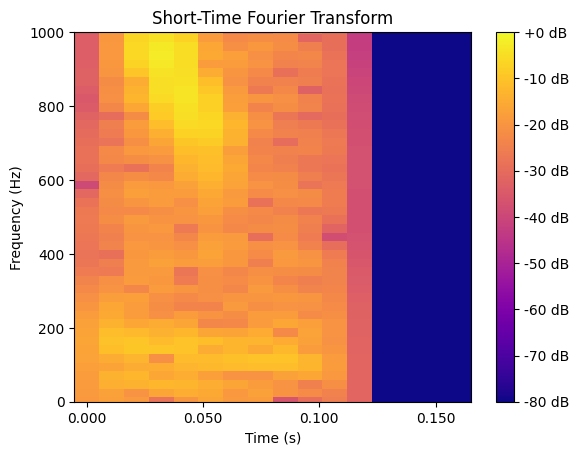 Short-Time Fourier Transform
Frequency (Hz)
1000
800
600
400
200
0
0.000
0.050
0.100
0.150
Time (s)
+0 dB
-10 dB
-20 dB
-30 dB
-40 dB
-50 dB
-60 dB
-70 dB
-80 dB